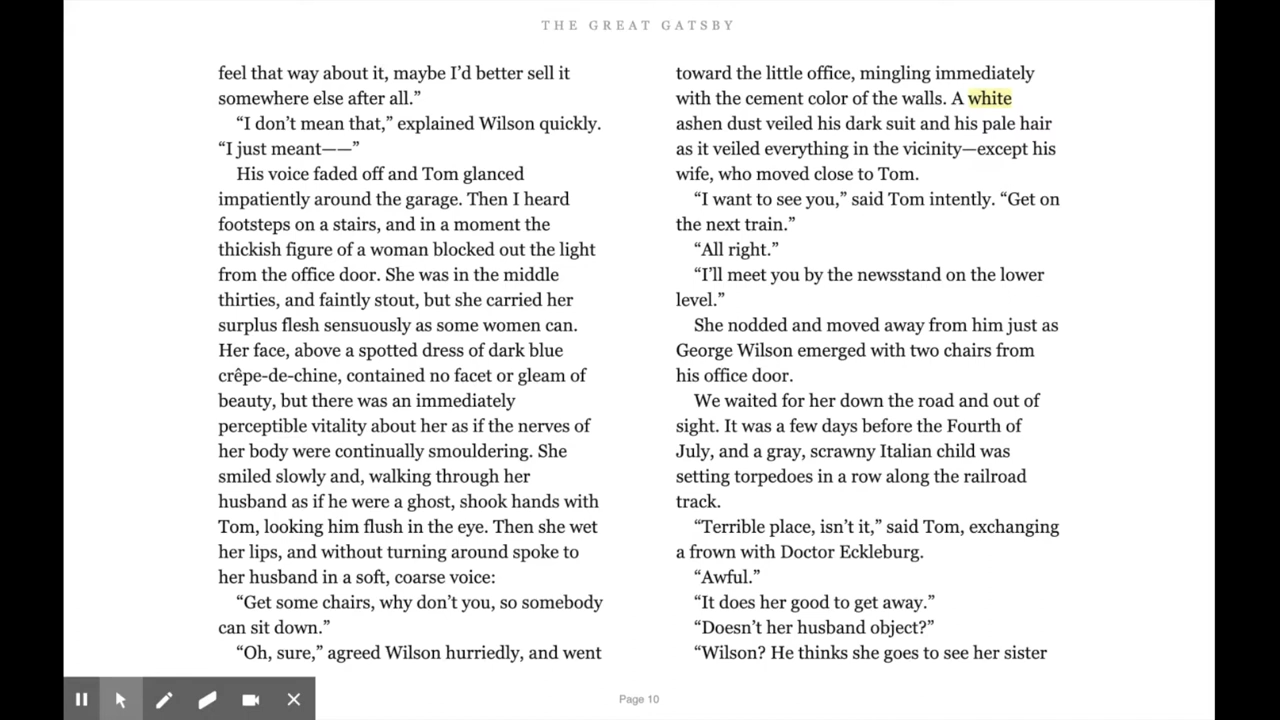 THE GREAT GATSBY
feel that way about it, maybe I’d better sell it
somewhere else after all.”
“I don’t mean that,” explained Wilson quickly.
“I just meant——”
His voice faded off and Tom glanced
impatiently around the garage. Then I heard
footsteps on a stairs, and in a moment the
thickish figure of a woman blocked out the light
from the office door. She was in the middle
thirties, and faintly stout, but she carried her
surplus flesh sensuously as some women can.
Her face, above a spotted dress of dark blue
crêpe-de-chine, contained no facet or gleam of
beauty, but there was an immediately
perceptible vitality about her as if the nerves of
her body were continually smouldering. She
smiled slowly and, walking through her
husband as if he were a ghost, shook hands with
Tom, looking him flush in the eye. Then she wet
her lips, and without turning around spoke to
her husband in a soft, coarse voice:
“Get some chairs, why don’t you, so somebody
can sit down.”
“Oh, sure,” agreed Wilson hurriedly, and went
toward the little office, mingling immediately
with the cement color of the walls. A white
ashen dust veiled his dark suit and his pale hair
as it veiled everything in the vicinity—except his
wife, who moved close to Tom.
“I want to see you,” said Tom intently. “Get on
the next train.”
“All right.”
“I’ll meet you by the newsstand on the lower
level.”
She nodded and moved away from him just as
George Wilson emerged with two chairs from
his office door.
We waited for her down the road and out of
sight. It was a few days before the Fourth of
July, and a gray, scrawny Italian child was
setting torpedoes in a row along the railroad
track.
“Terrible place, isn’t it,” said Tom, exchanging
a frown with Doctor Eckleburg.
“Awful.”
“It does her good to get away.”
“Doesn’t her husband object?”
“Wilson? He thinks she goes to see her sister
Page 10